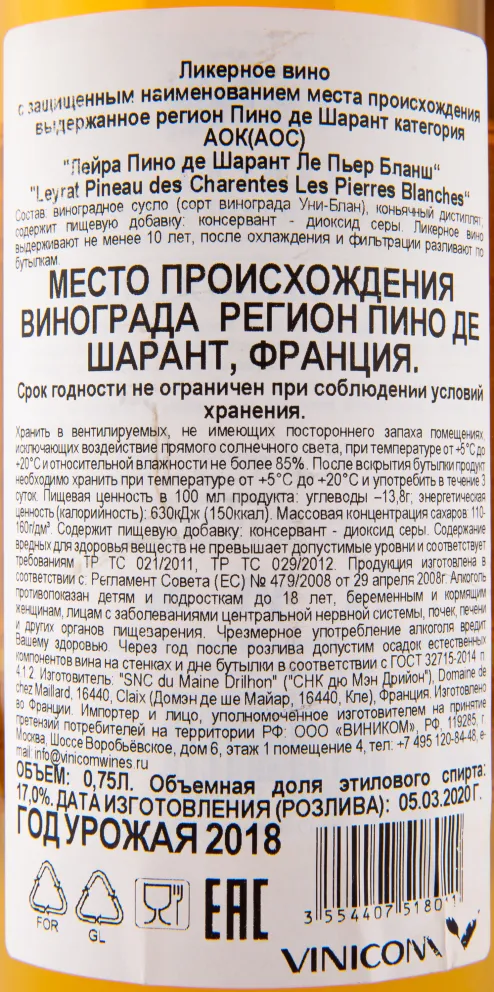 Ликерное вино
с защищенным наименованием места происхождения
выдержанное регион Пино де Шарант категория
АОК(АОС)
"Лейра Пино де Шарант Ле Пьер Бланш"
"Leyrat Pineau des Charentes Les Pierres Blanches"
Состав: виноградное сусло (сорт винограда Уни-Блан), коньячный дистиллят,
содержит пищевую добавку: консервант - диоксид серы. Ликерное вино
выдерживают не менее 10 лет, после охлаждения и фильтрации разливают по
бутылкам.
МЕСТО ПРОИСХОЖДЕНИЯ
ВИНОГРАДА РЕГИОН ПИНО ДЕ
ШАРАНТ, ФРАНЦИЯ.
Срок годности не ограничен при соблюдении условий
хранения.
Хранить в вентилируемых, не имеющих постороннего запаха помещениях,
исключающих воздействие прямого солнечного света, при температуре от +5°С до
+20°С и относительной влажности не более 85%. После вскрытия бутылки продукт
необходимо хранить при температуре от +5°С до +20°С и употребить в течение 3
суток. Пищевая ценность в 100 мл продукта: углеводы –13,8г; энергетическая
ценность (калорийность): 630кДж (150ккал). Массовая концентрация сахаров: 110-
160г/дм³. Содержит пищевую добавку: консервант - диоксид серы. Содержание
вредных для здоровья веществ не превышает допустимые уровни и соответствует
требованиям ТР ТС 021/2011, ТР ТС 029/2012. Продукция изготовлена в
соответствии с: Регламент Совета (ЕС) № 479/2008 от 29 апреля 2008г. Алкоголь
противопоказан детям и подросткам до 18 лет, беременным и кормящим
женщинам, лицам с заболеваниями центральной нервной системы, почек, печени
и других органов пищеварения. Чрезмерное употребление алкоголя вредит
Вашему здоровью. Через год после розлива допустим осадок естественных
компонентов вина на стенках и дне бутылки в соответствии с ГОСТ 32715-2014 п.
4.1.2. Изготовитель: "SNC du Maine Drilhon" ("СНК дю Мэн Дрийон"), Domaine de
chez Maillard, 16440, Claix (Домэн де ше Майар, 16440, Кле), Франция. Изготовлено
во Франции. Импортер и лицо, уполномоченное изготовителем на принятие
претензий потребителей на территории РФ: ООО «ВИНИКОМ», РФ, 119285, г.
Москва, Шоссе Воробьёвское, дом 6, этаж 1 помещение 4, тел: +7 495 120-84-48, e-
mail: info@vinicomwines.ru
ОБЪЕМ: 0,75Л. Объемная доля этилового спирта:
17,0%. ДАТА ИЗГОТОВЛЕНИЯ (РОЗЛИВА): 05.03.2020 Г.
ГОД УРОЖАЯ 2018
FOR
GL
EAC
3 554407 51801
VINICOM